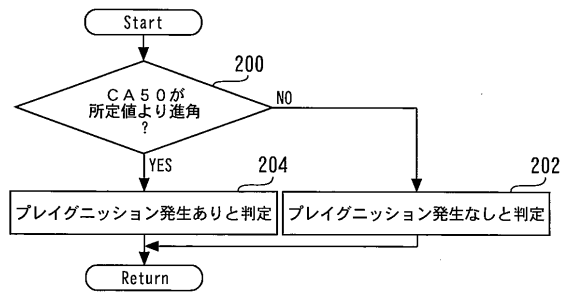 Start
200
ＣＡ５０が
所定値より進角
?
NO
YES
204
202
プレイグニッション発生ありと判定
プレイグニッション発生なしと判定
Return